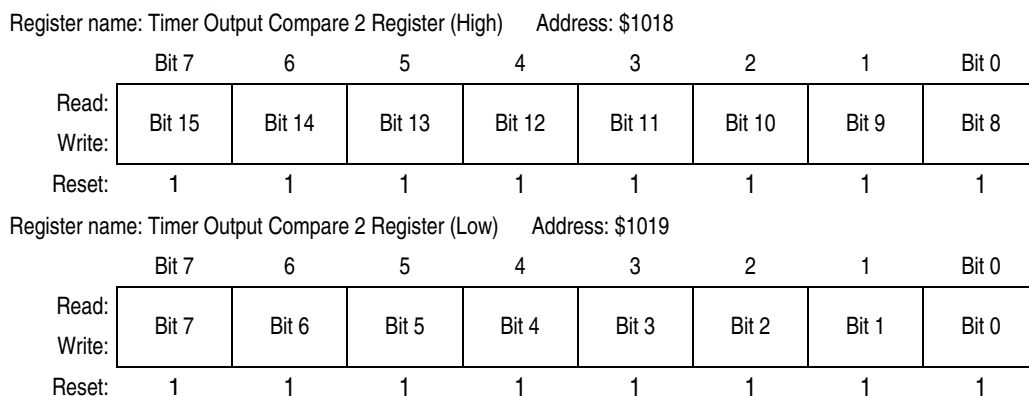 Register name: Timer Output Compare 2 Register (High) Address: $1018
Bit 7 6 5 4 3 2 1 Bit 0
Read:
Bit 15 Bit 14 Bit 13 Bit 12 Bit 11 Bit 10 Bit 9 Bit 8
Write:
Reset: 1 1 1 1 1 1 1 1
Register name: Timer Output Compare 2 Register (Low) Address: $1019
Bit 7 6 5 4 3 2 1 Bit 0
Read:
Bit 7 Bit 6 Bit 5 Bit 4 Bit 3 Bit 2 Bit 1 Bit 0
Write:
Reset: 1 1 1 1 1 1 1 1